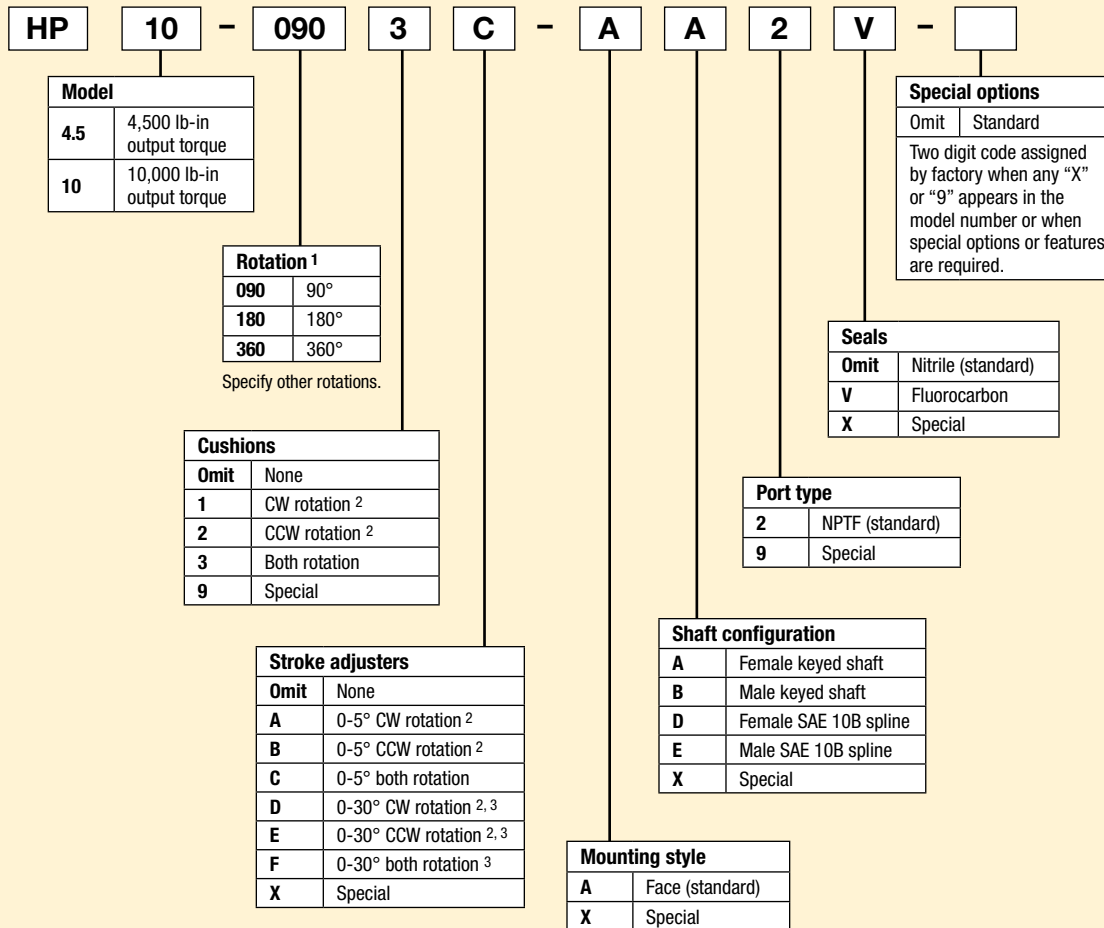 HP 10 – 090 3 C – A A 2 V –
Model
4.5 4,500 lb-in
output torque
10 10,000 lb-in
output torque
Special options
Omit Standard
Two digit code assigned
by factory when any “X”
or “9” appears in the
model number or when
special options or features
are required.
Rotation 1
090 90°
180 180°
360 360°
Specify other rotations.
Seals
Omit Nitrile (standard)
V Fluorocarbon
X Special
Cushions
Omit None
1 CW rotation 2
2 CCW rotation 2
3 Both rotation
9 Special
Port type
2 NPTF (standard)
9 Special
Stroke adjusters
Omit None
A 0-5° CW rotation 2
B 0-5° CCW rotation 2
C 0-5° both rotation
D 0-30° CW rotation 2, 3
E 0-30° CCW rotation 2, 3
F 0-30° both rotation 3
X Special
Shaft configuration
A Female keyed shaft
B Male keyed shaft
D Female SAE 10B spline
E Male SAE 10B spline
X Special
Mounting style
A Face (standard)
X Special